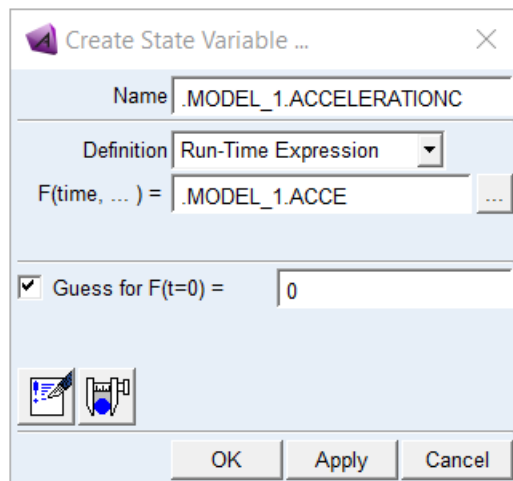 Create State Variable ...
Name .MODEL_1.ACCELERATIONC
Definition Run-Time Expression
F(time, ... ) = .MODEL_1.ACCE ...
Guess for F(t=0) = 0
OK Apply Cancel